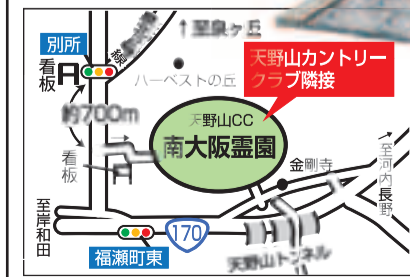 ↑至泉ヶ丘
別所
看板
線
天野山カントリー
クラブ隣接
ハーベストの丘
約700m
天野山CC
南大阪霊園
看板
金剛寺
至河内長野
至岸和田
170
福瀬町東
天野山トンネル